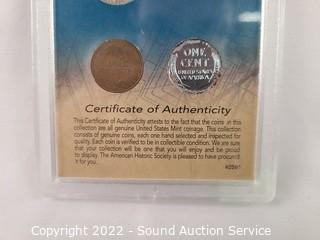 ONE
CENT
UNITED STATES
OF AMERICA
Certificate of Authenticity
This Certificate of Authenticity attests to the fact that the coins in this
collection are all genuine United States Mint coinage. This collection
consists of genuine coins, each one hand selected and inspected for
quality. Each coin is verified to be in collectible condition. We are sure
that your collection will be one that you will enjoy and be proud
to display. The American Historic Society is pleased to have procured
it for you.
Copyright 2022 - Sound Auction Service